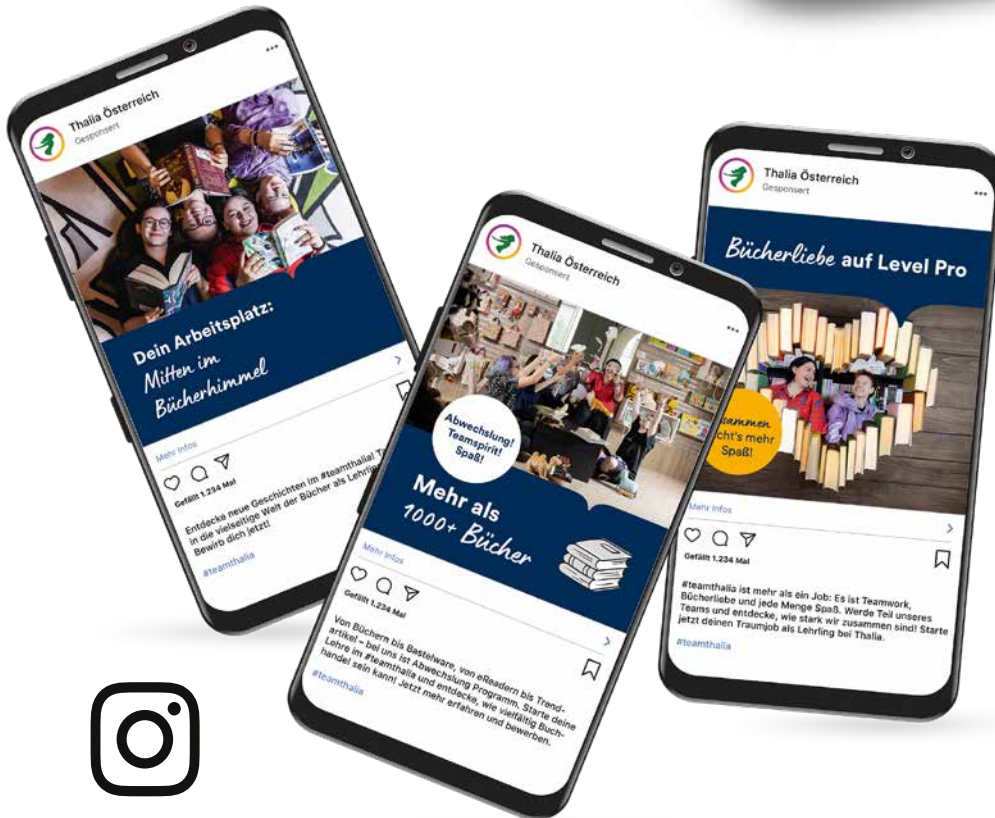 Thalia Österreich
Gesponsert
Dein Arbeitsplatz:
Mitten im
Bücherhimmel
Mehr Infos
Gefällt 1.234 Mal
Entdecke neue Geschichten im #teamthalia!
in die vielseitige Welt der Bücher als Lehrling
Bewirb dich jetzt!
#teamthalia
Thalia Österreich
Gesponsert
Abwechslung!
Teamspirit!
Spaß!
Mehr als
1000+ Bücher
Mehr Infos
Gefällt 1.234 Mal
Von Büchern bis Bastelware, von eReadern bis Trend-
artikel – bei uns ist Abwechslung Programm. Starte deine
Lehre im #teamthalia und entdecke, wie vielfältig Buch-
handel sein kann! Jetzt mehr erfahren und bewerben.
#teamthalia
Thalia Österreich
Gesponsert
Bücherliebe auf Level Pro
mehr
Spaß!
Mehr Infos
Gefällt 1.234 Mal
#teamthalia ist mehr als ein Job: Es ist Teamwork,
Bücherliebe und jede Menge Spaß. Werde Teil unseres
Teams und entdecke, wie stark wir zusammen sind! Starte
jetzt deinen Traumjob als Lehrling bei Thalia.
#teamthalia